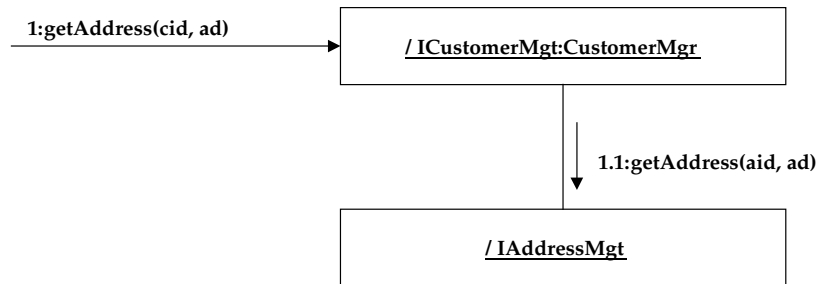 1:getAddress(cid, ad)
/ ICustomerMgt:CustomerMgr
1.1:getAddress(aid, ad)
/ IAddressMgt